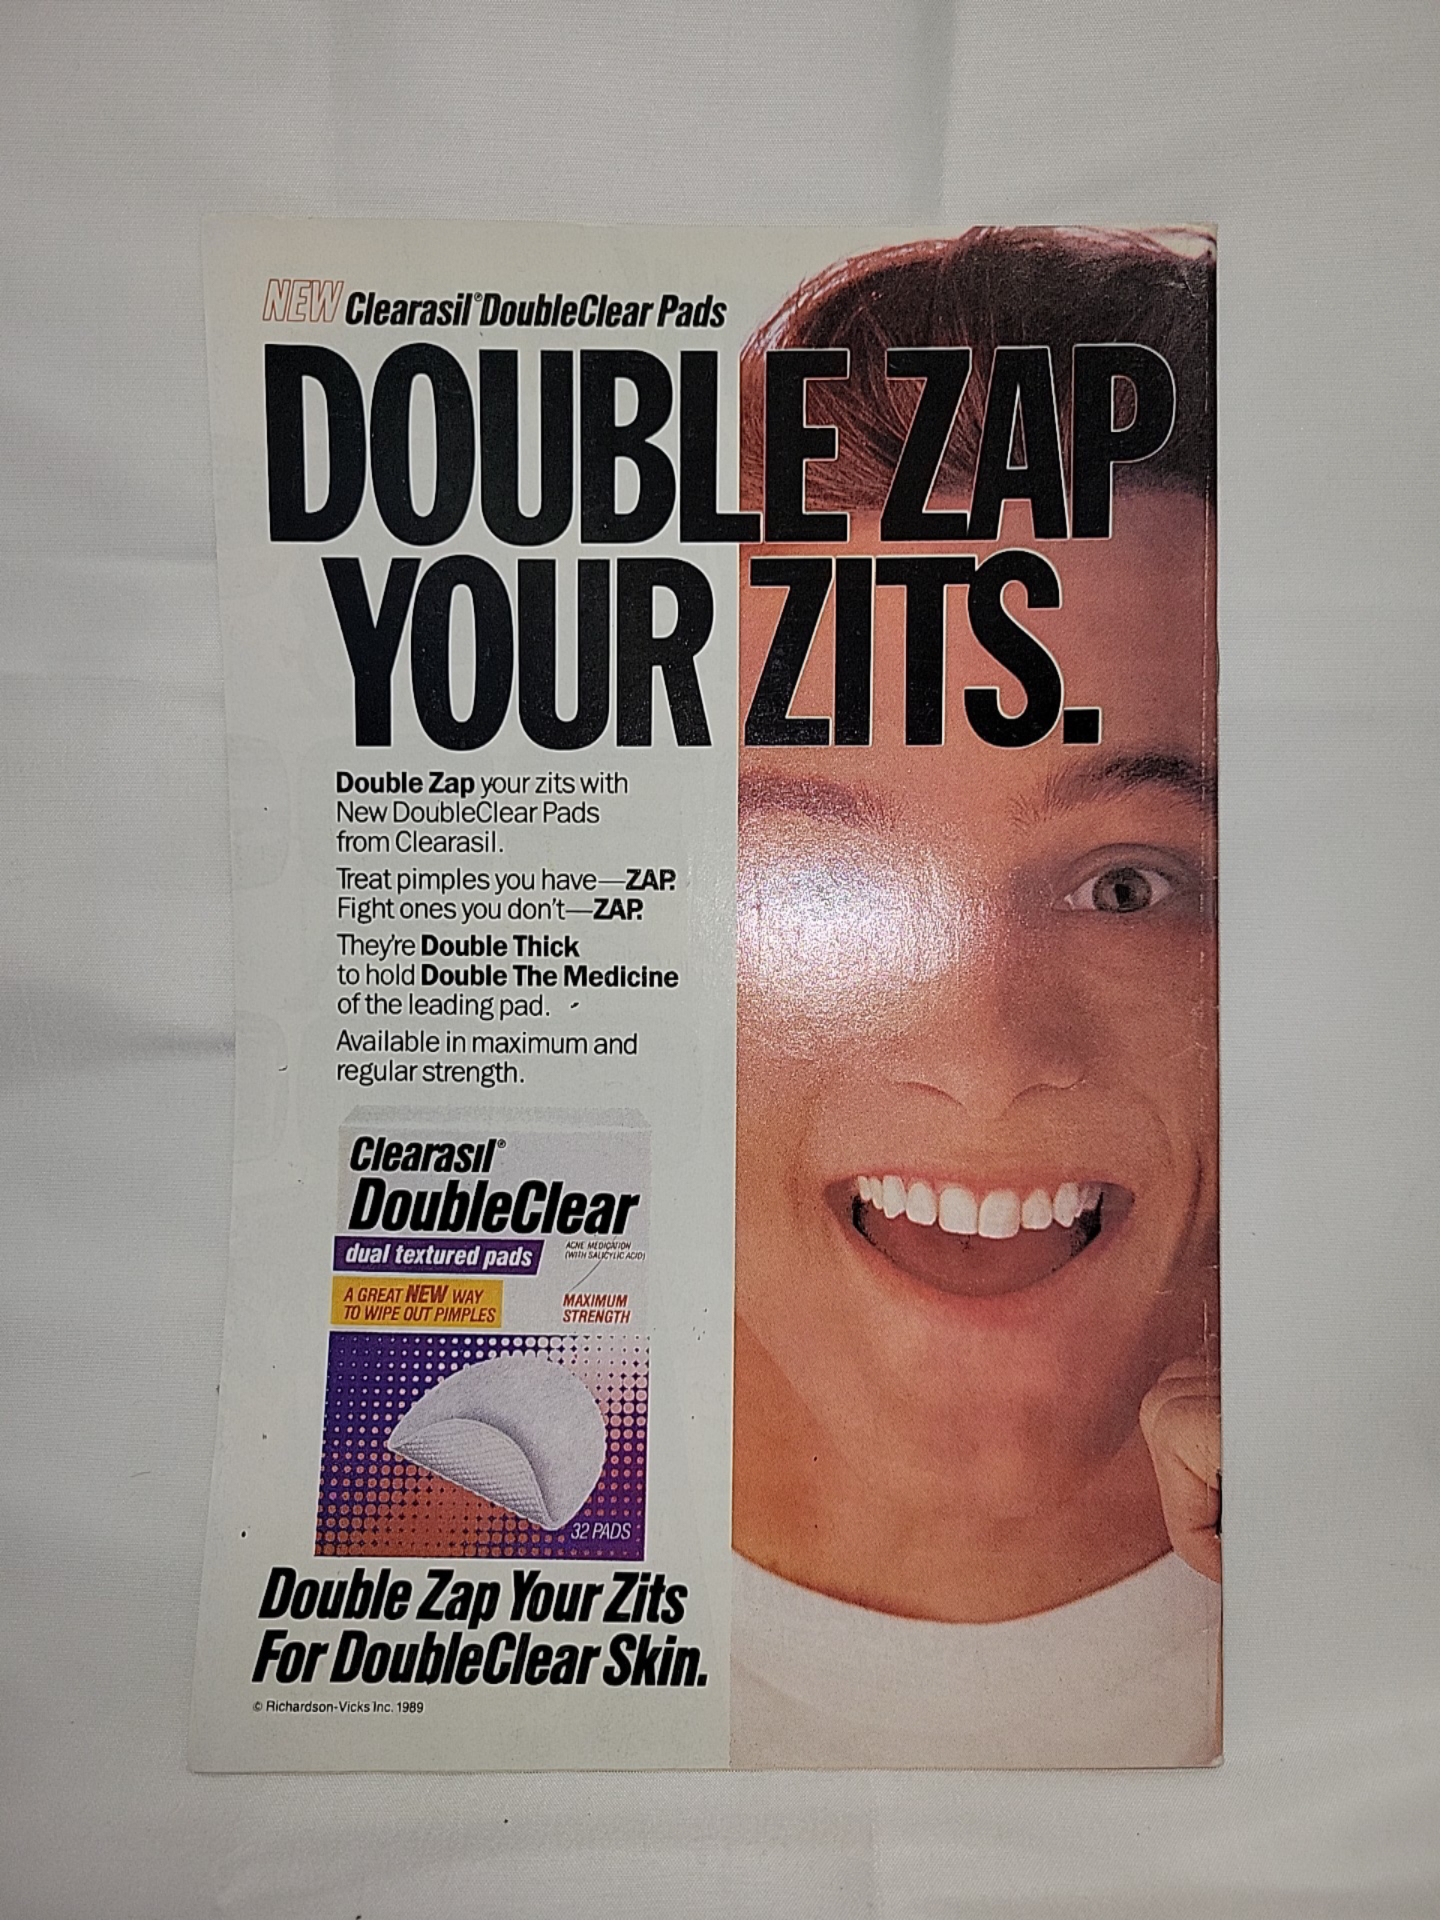 NEW Clearasil® DoubleClear Pads
DOUBLE ZAP
YOUR ZITS.
Double Zap your zits with
New DoubleClear Pads
from Clearasil.
Treat pimples you have—ZAP.
Fight ones you don't—ZAP.
They're Double Thick
to hold Double The Medicine
of the leading pad.
Available in maximum and
regular strength.
Clearasil®
DoubleClear
dual textured pads
ACNE MEDICATION
(WITH SALICYLIC ACID)
A GREAT NEW WAY
TO WIPE OUT PIMPLES
MAXIMUM
STRENGTH
32 PADS
Double Zap Your Zits
For DoubleClear Skin.
© Richardson-Vicks Inc. 1989